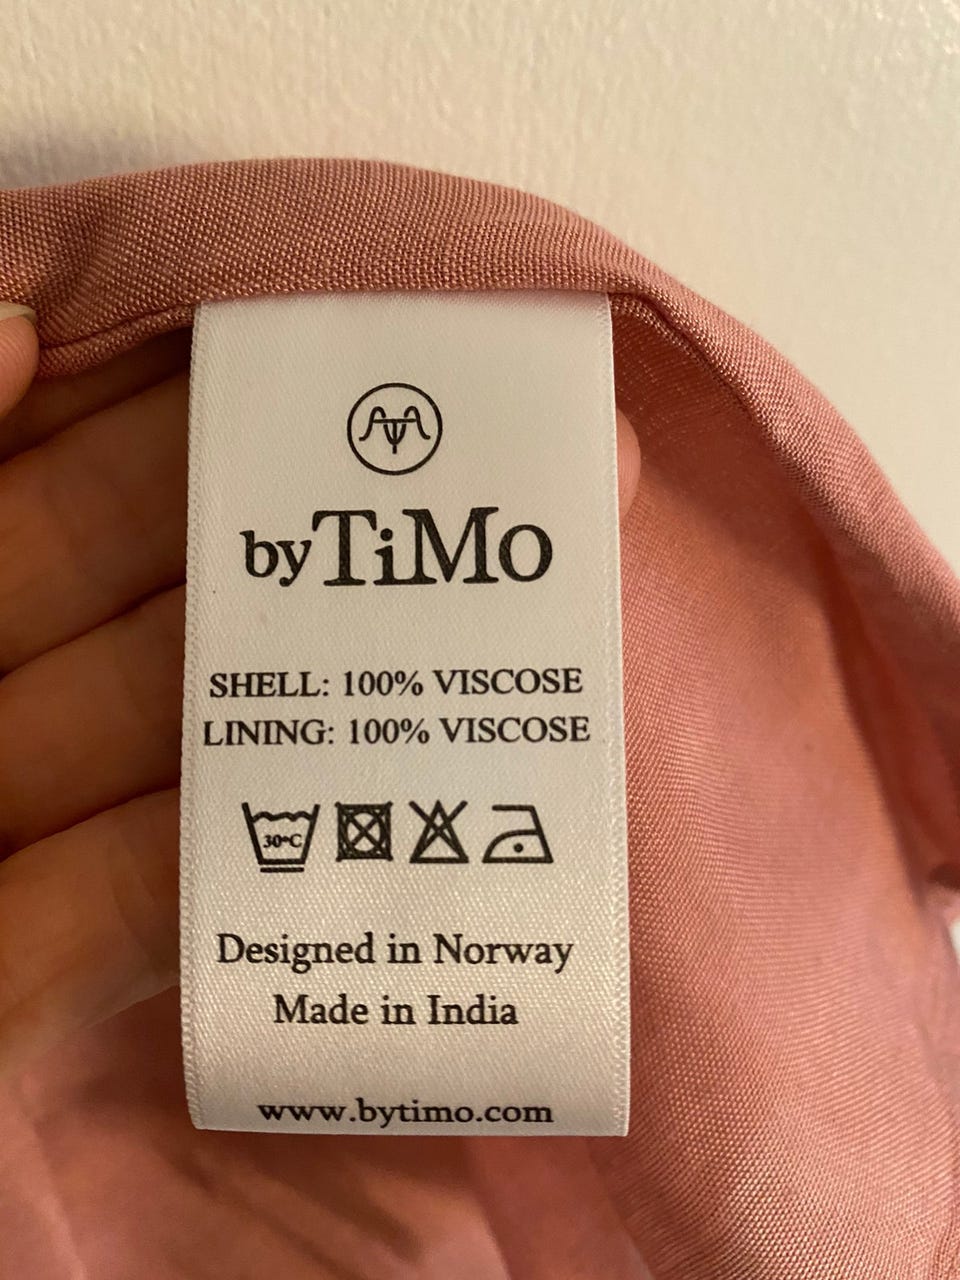 byTiMo
SHELL: 100% VISCOSE
LINING: 100% VISCOSE
30°C
Designed in Norway
Made in India
www.bytimo.com